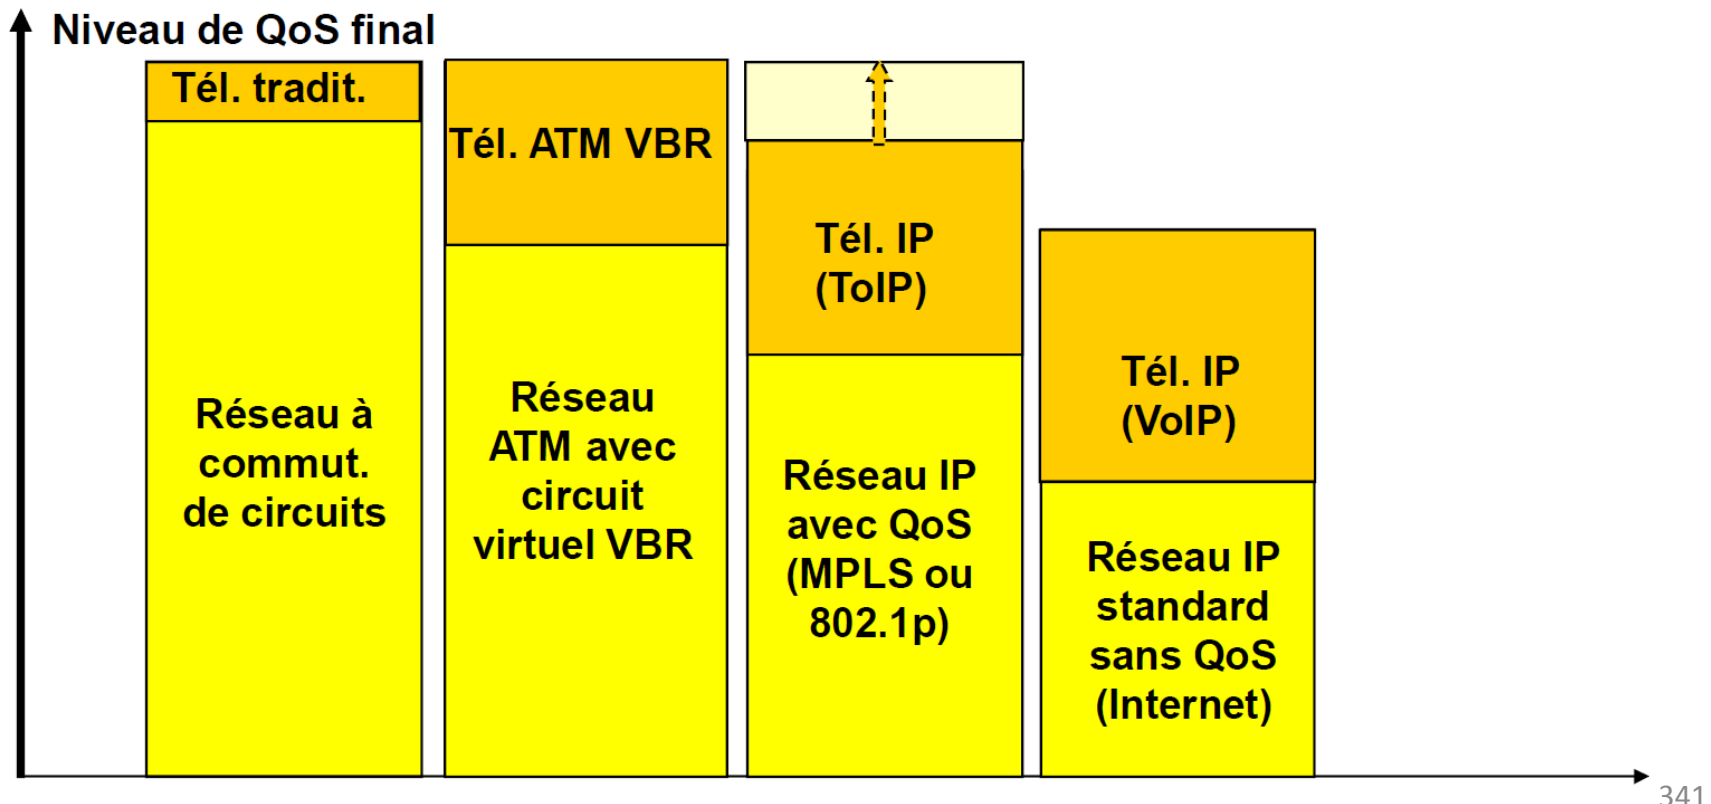 Niveau de QoS final
Tél. tradit.
Réseau à
commut.
de circuits
Tél. ATM VBR
Réseau
ATM avec
circuit
virtuel VBR
Tél. IP
(ToIP)
Réseau IP
avec QoS
(MPLS ou
802.1p)
Tél. IP
(VoIP)
Réseau IP
standard
sans QoS
(Internet)
341